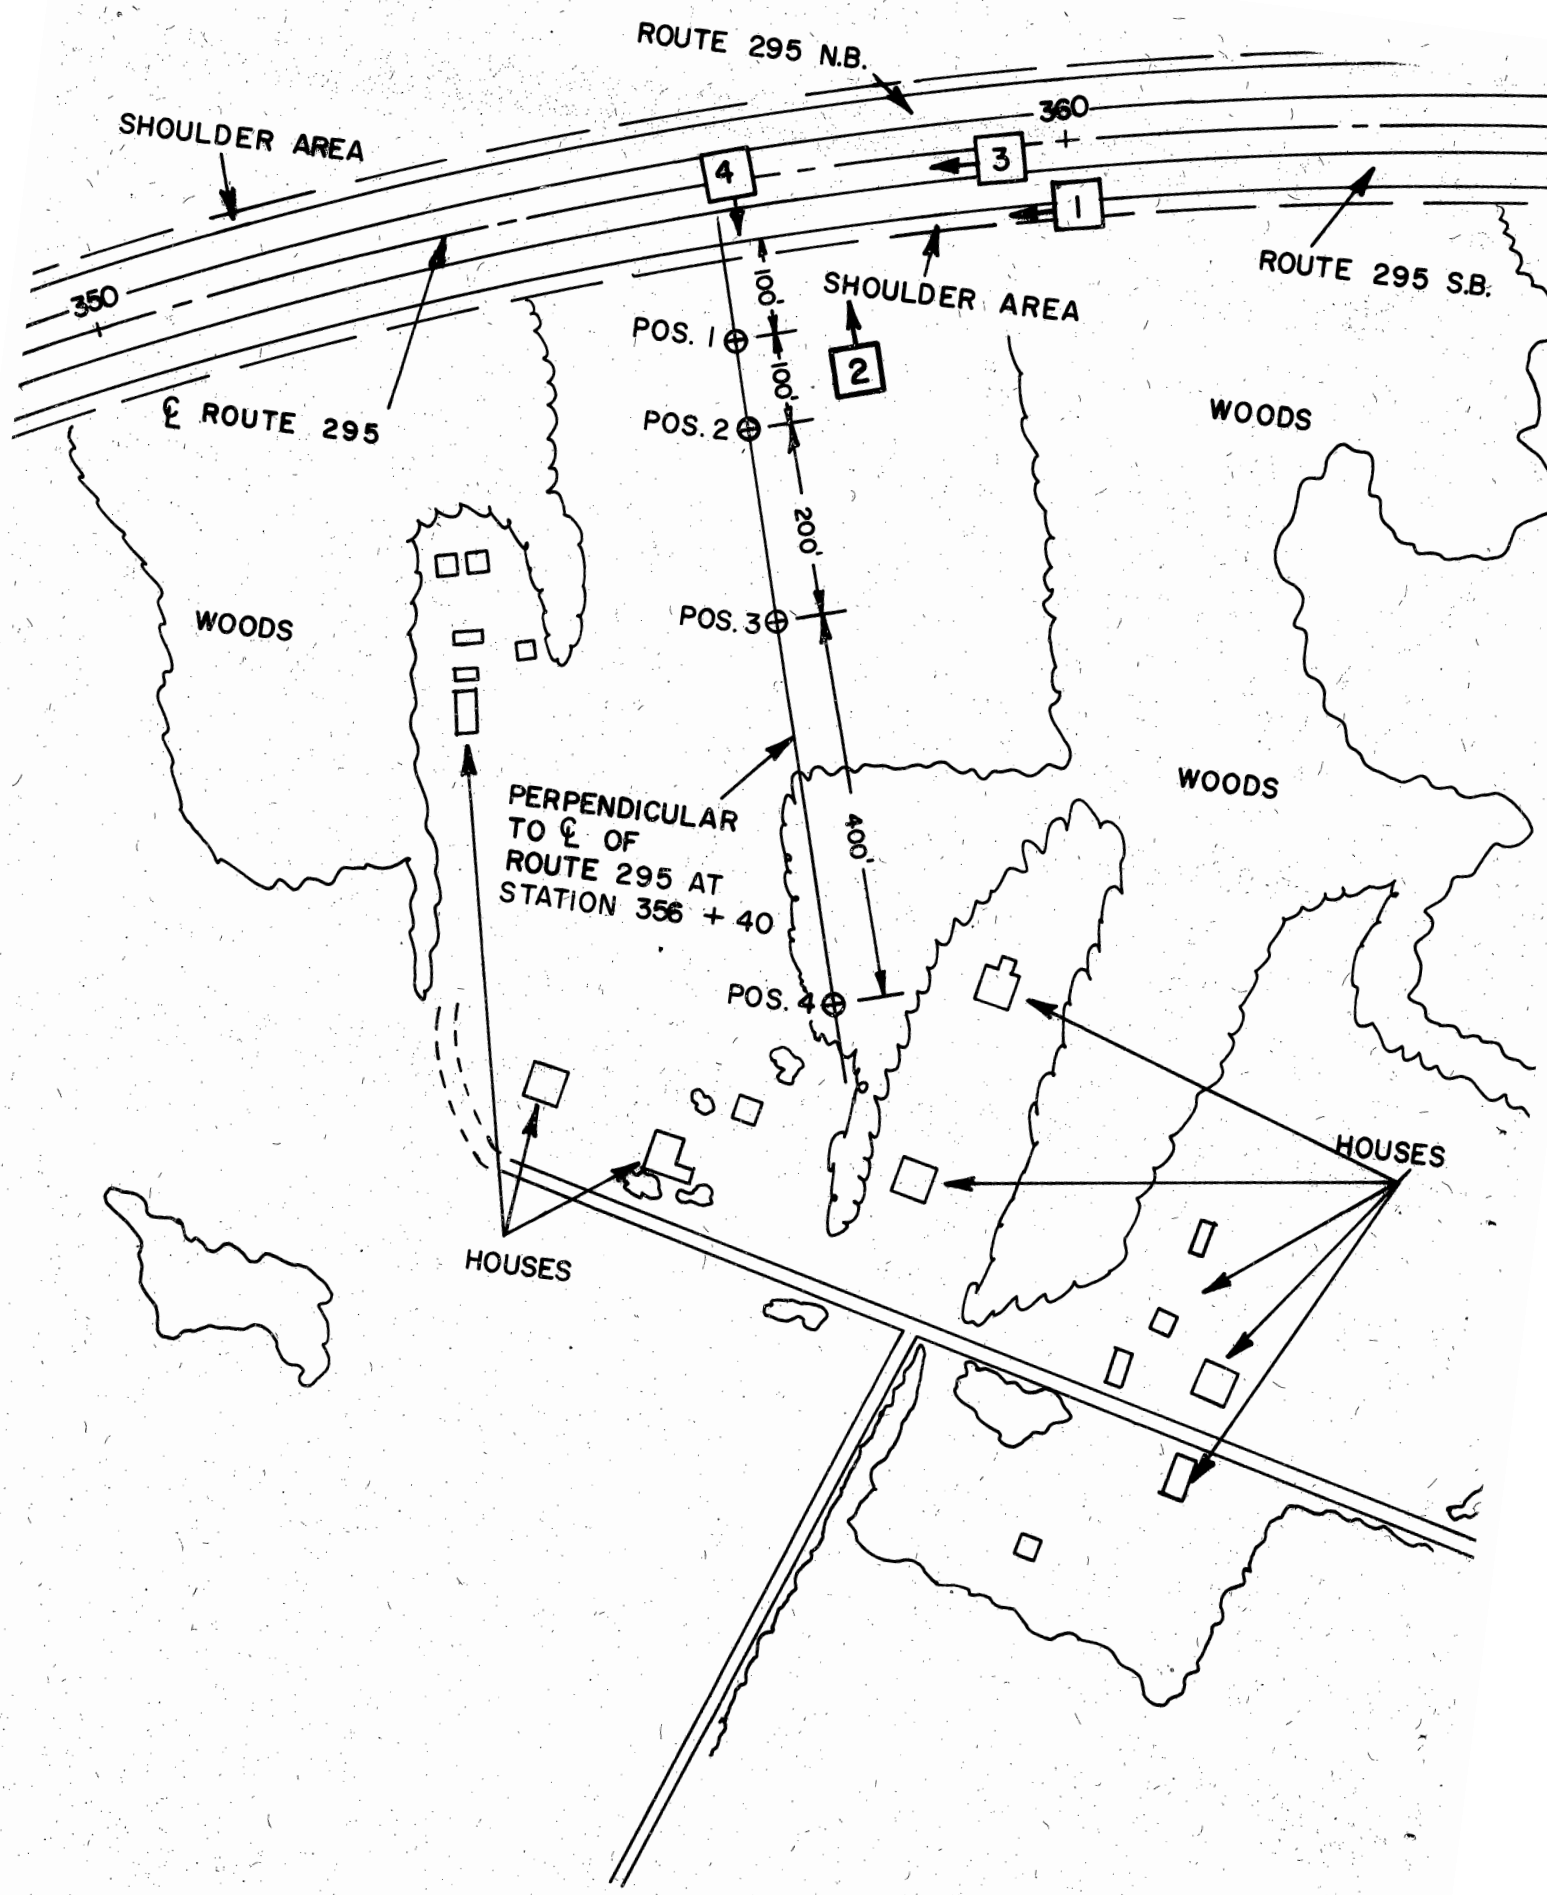 ROUTE 295 N.B.
SHOULDER AREA
360
3
4
1
ROUTE 295 S.B.
350
100'
SHOULDER AREA
POS. 1
100'
2
℄ ROUTE 295
POS. 2
WOODS
200'
WOODS
POS. 3
WOODS
PERPENDICULAR
TO ℄ OF
ROUTE 295 AT
STATION 356 + 40
400'
POS. 4
HOUSES
HOUSES